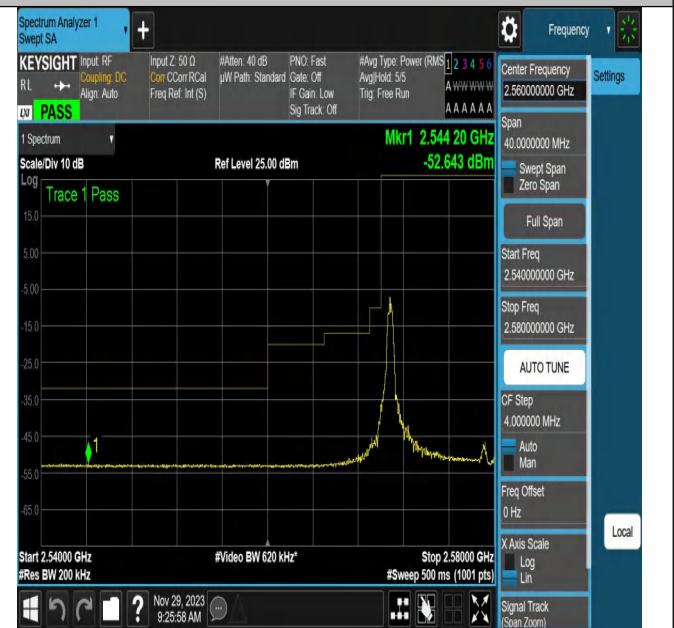 Spectrum Analyzer 1
Swept SA
+
Frequency
KEYSIGHT
RL
LXI PASS
Input: RF
Coupling: DC
Align: Auto
Input Z: 50 Ω
Corr CCorr RCal
Freq Ref: Int (S)
#Atten: 40 dB
µW Path: Standard
PNO: Fast
Gate: Off
IF Gain: Low
Sig Track: Off
#Avg Type: Power (RMS
Avg|Hold: 5/5
Trig: Free Run
1 2 3 4 5 6
A W W W W W
A A A A A A
Center Frequency
2.560000000 GHz
Settings
Span
40.0000000 MHz
Swept Span
Zero Span
Full Span
Start Freq
2.540000000 GHz
Stop Freq
2.580000000 GHz
AUTO TUNE
CF Step
4.000000 MHz
Auto
Man
Freq Offset
0 Hz
X Axis Scale
Log
Lin
Signal Track
(Span Zoom)
Local
1 Spectrum
Scale/Div 10 dB
Ref Level 25.00 dBm
Mkr1 2.544 20 GHz
-52.643 dBm
Log
Trace 1 Pass
15.0
5.00
-5.00
-15.0
-25.0
-35.0
-45.0
-55.0
-65.0
1
Start 2.54000 GHz
#Res BW 200 kHz
#Video BW 620 kHz*
Stop 2.58000 GHz
#Sweep 500 ms (1001 pts)
?
Nov 29, 2023
9:25:58 AM